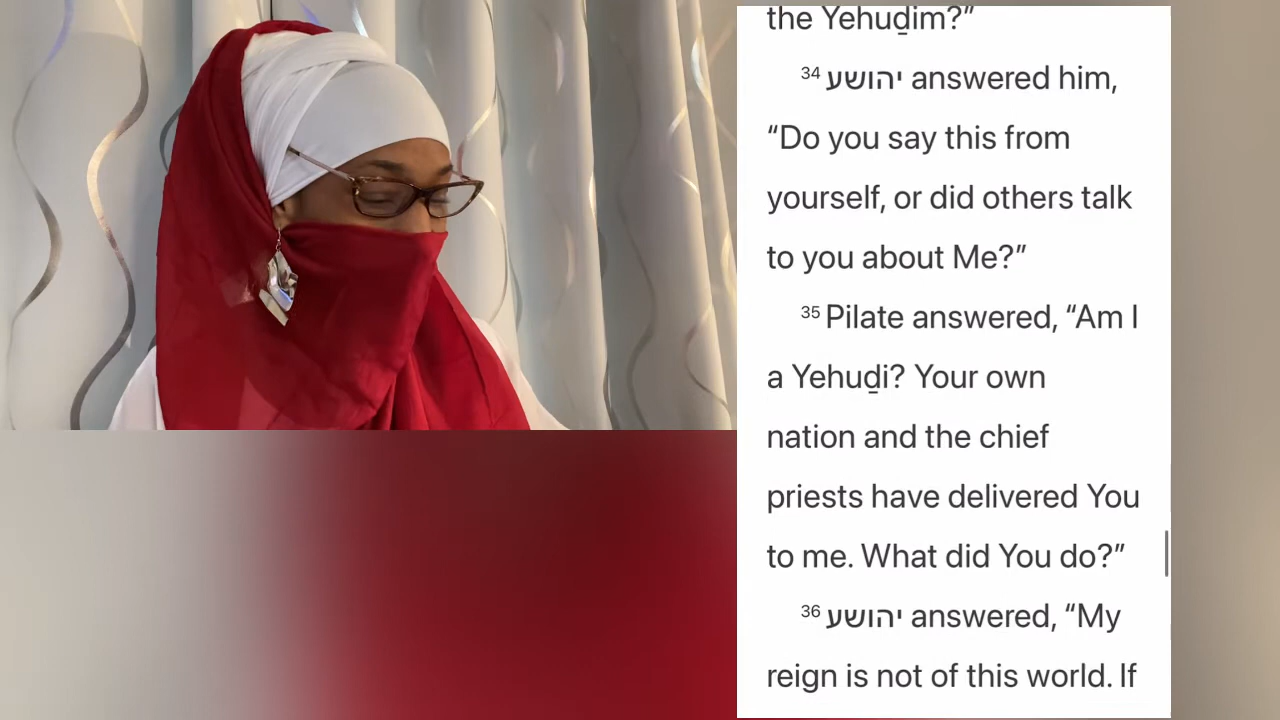 the Yehuḏim?”
34 יהושע answered him,
“Do you say this from
yourself, or did others talk
to you about Me?”
35 Pilate answered, “Am I
a Yehuḏi? Your own
nation and the chief
priests have delivered You
to me. What did You do?”
36 יהושע answered, “My
reign is not of this world. If